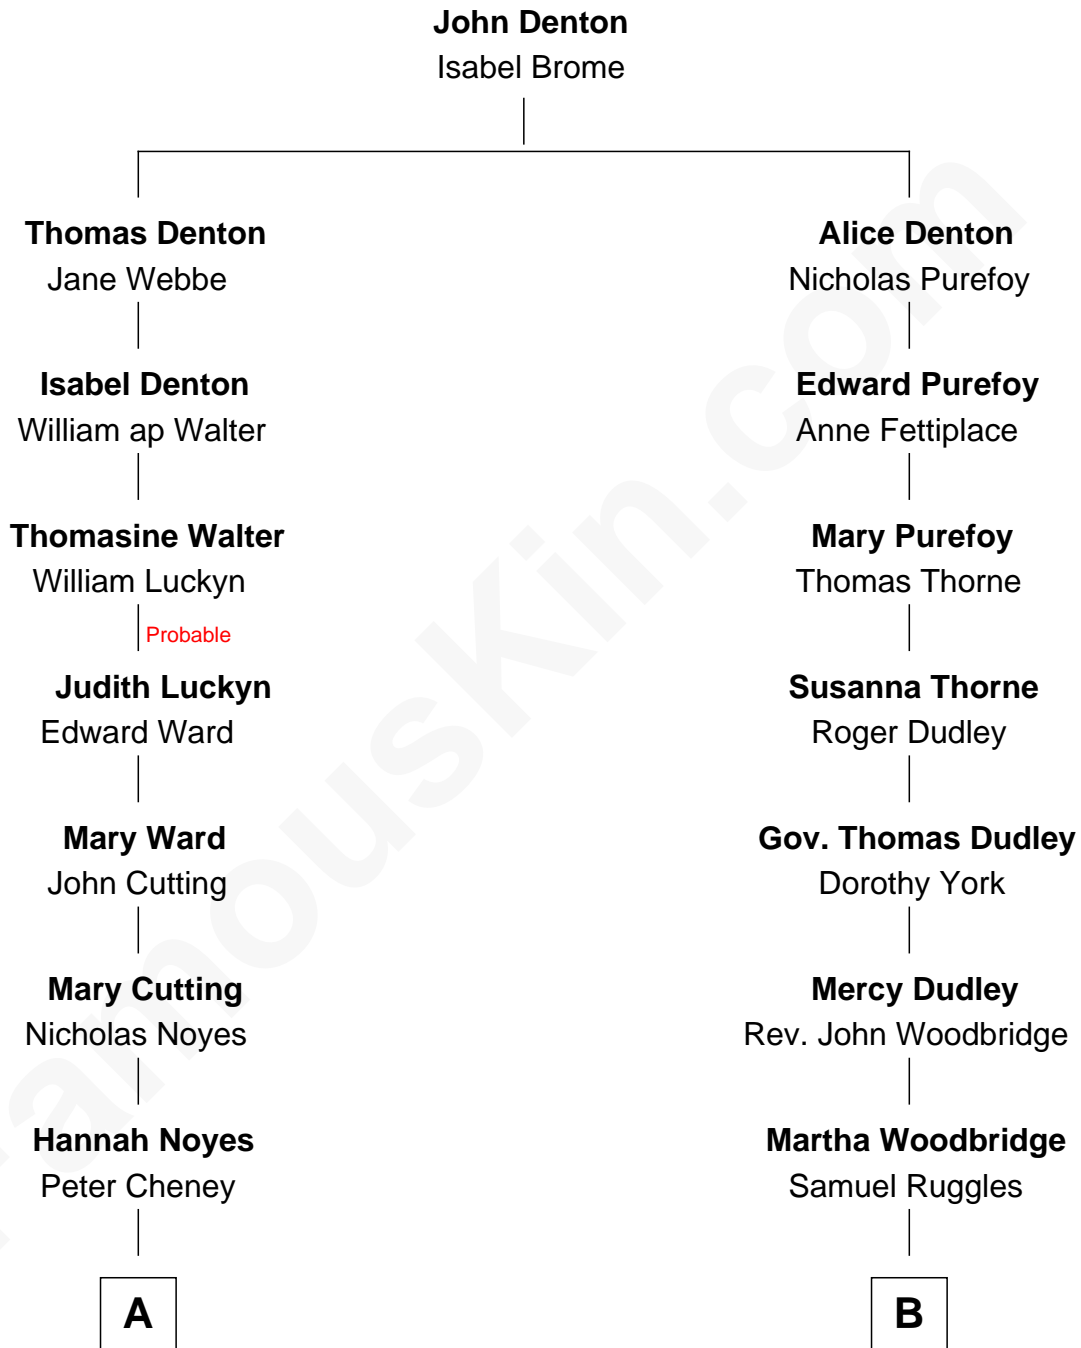 John Denton
Isabel Brome
Thomas Denton
Jane Webbe
Alice Denton
Nicholas Purefoy
Isabel Denton
William ap Walter
Edward Purefoy
Anne Fettiplace
Thomasine Walter
William Luckyn
Mary Purefoy
Thomas Thorne
Probable
Judith Luckyn
Edward Ward
Susanna Thorne
Roger Dudley
Mary Ward
John Cutting
Gov. Thomas Dudley
Dorothy York
Mary Cutting
Nicholas Noyes
Mercy Dudley
Rev. John Woodbridge
Hannah Noyes
Peter Cheney
Martha Woodbridge
Samuel Ruggles
A
B
FamousKin.com